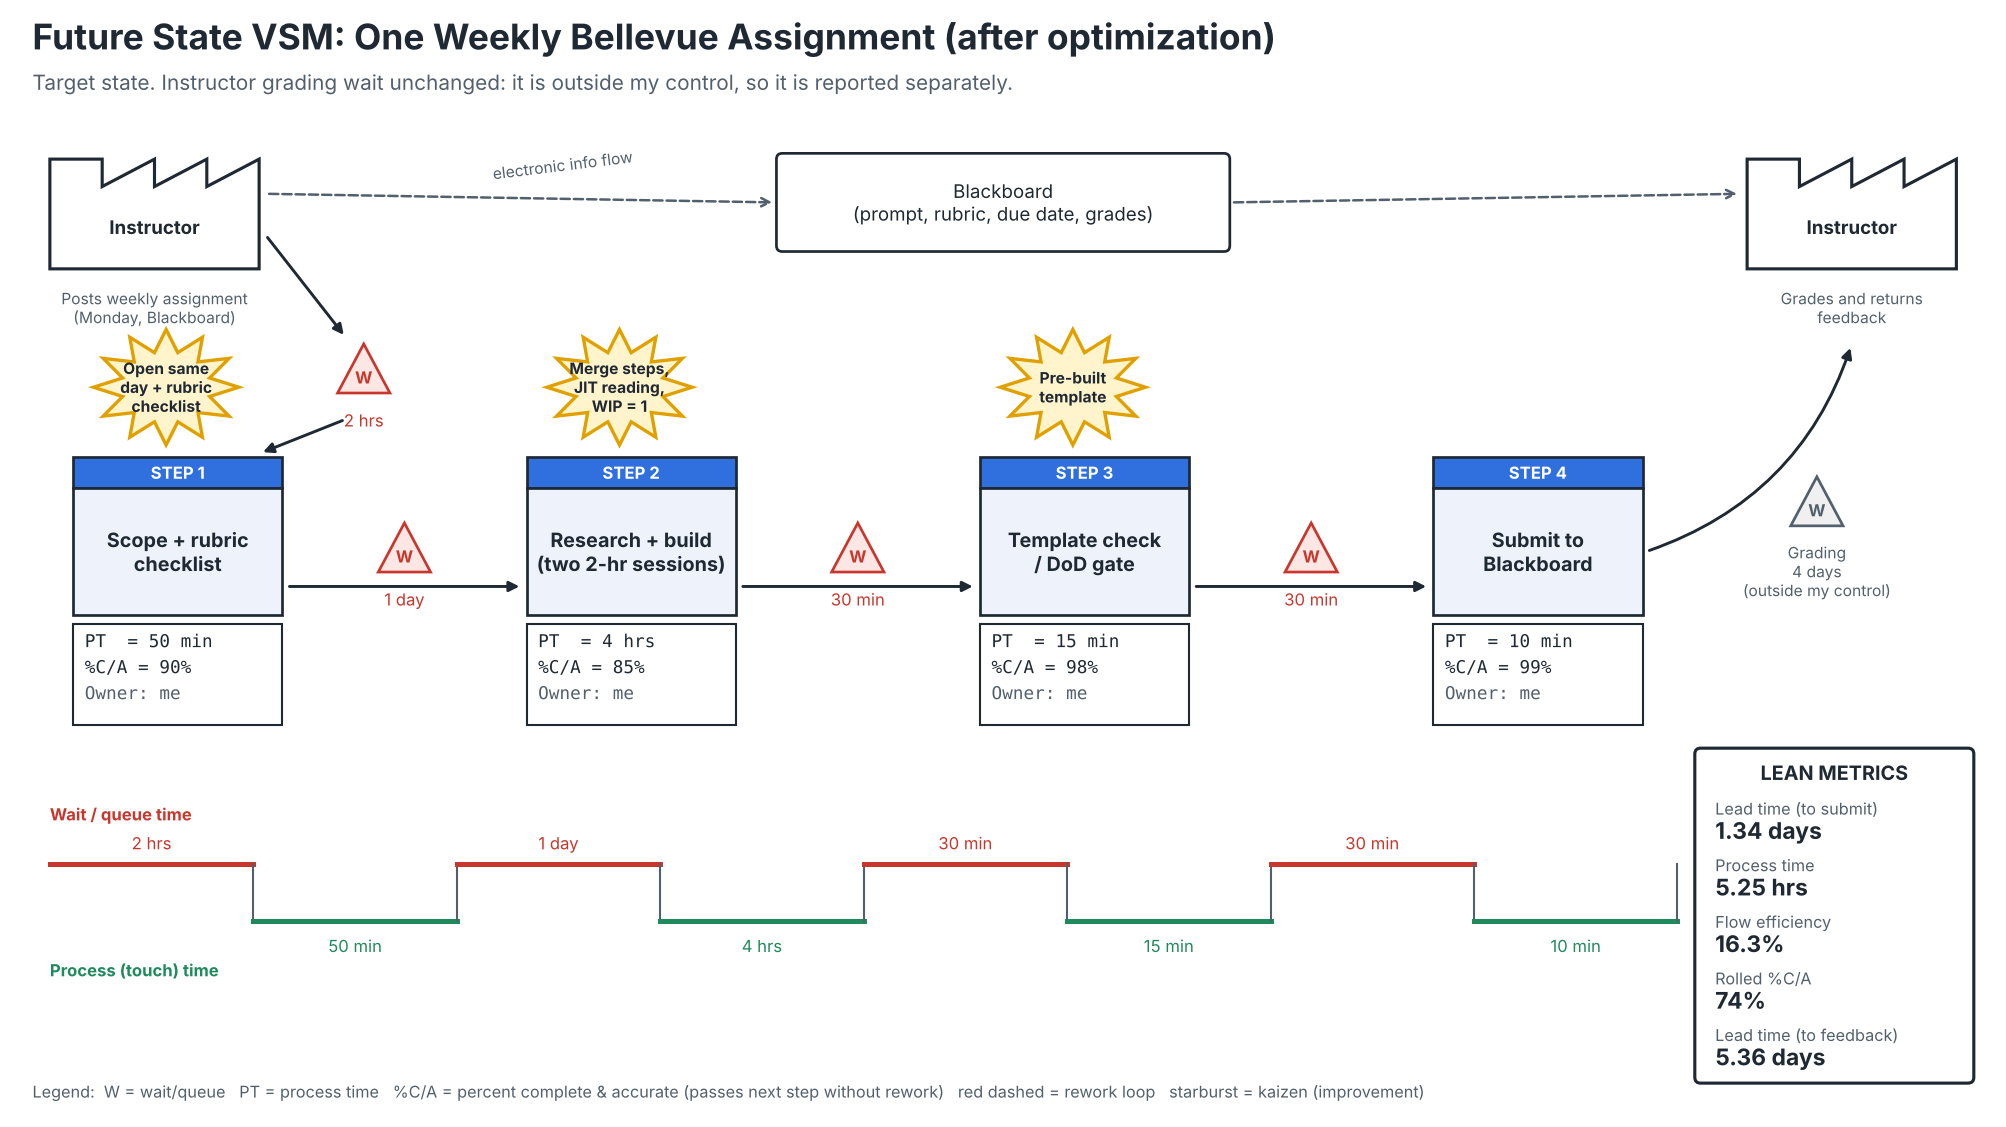 Future State VSM: One Weekly Bellevue Assignment (after optimization)
Target state. Instructor grading wait unchanged: it is outside my control, so it is reported separately.
electronic info flow
Instructor
Blackboard
(prompt, rubric, due date, grades)
Instructor
Posts weekly assignment
(Monday, Blackboard)
Grades and returns
feedback
Open same
day + rubric
checklist
W
2 hrs
Merge steps,
JIT reading,
WIP = 1
Pre-built
template
STEP 1
Scope + rubric
checklist
PT  = 50 min
%C/A = 90%
Owner: me
W
1 day
STEP 2
Research + build
(two 2-hr sessions)
PT  = 4 hrs
%C/A = 85%
Owner: me
W
30 min
STEP 3
Template check
/ DoD gate
PT  = 15 min
%C/A = 98%
Owner: me
W
30 min
STEP 4
Submit to
Blackboard
PT  = 10 min
%C/A = 99%
Owner: me
W
Grading
4 days
(outside my control)
Wait / queue time
2 hrs
1 day
30 min
30 min
50 min
4 hrs
15 min
10 min
Process (touch) time
LEAN METRICS
Lead time (to submit)
1.34 days
Process time
5.25 hrs
Flow efficiency
16.3%
Rolled %C/A
74%
Lead time (to feedback)
5.36 days
Legend:  W = wait/queue   PT = process time   %C/A = percent complete & accurate (passes next step without rework)   red dashed = rework loop   starburst = kaizen (improvement)